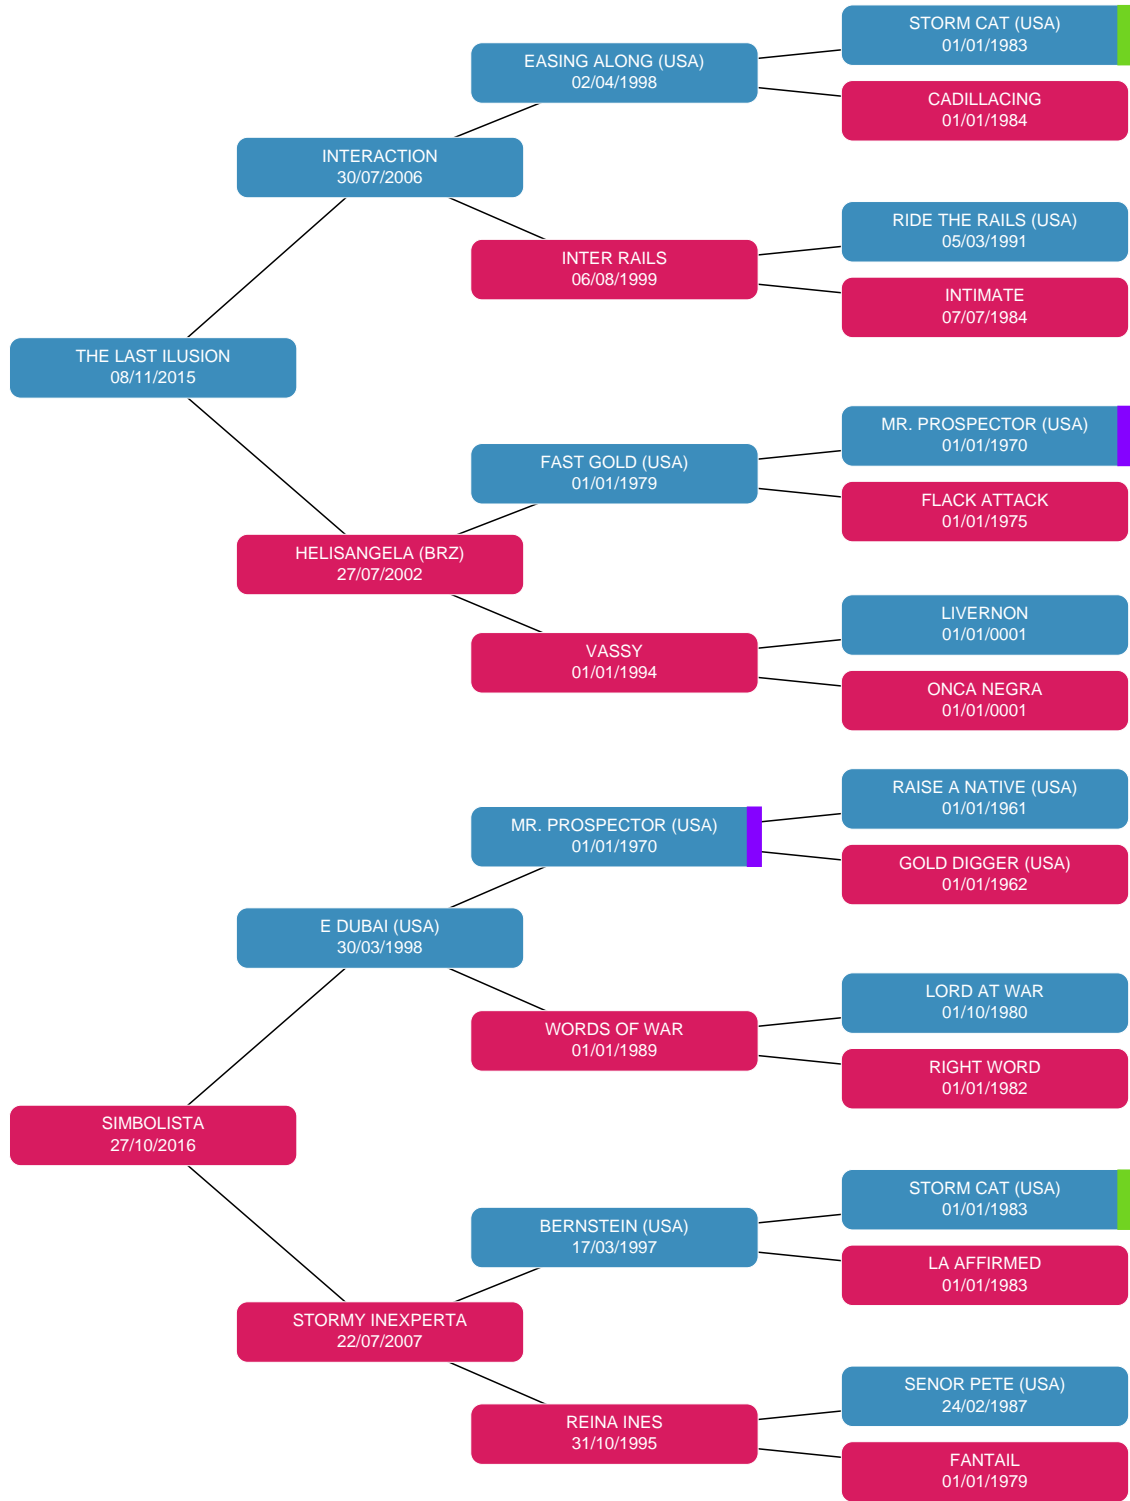 STORM CAT (USA)
01/01/1983
EASING ALONG (USA)
02/04/1998
CADILLACING
01/01/1984
INTERACTION
30/07/2006
RIDE THE RAILS (USA)
05/03/1991
INTER RAILS
06/08/1999
INTIMATE
07/07/1984
THE LAST ILUSION
08/11/2015
MR. PROSPECTOR (USA)
01/01/1970
FAST GOLD (USA)
01/01/1979
FLACK ATTACK
01/01/1975
HELISANGELA (BRZ)
27/07/2002
LIVERNON
01/01/0001
VASSY
01/01/1994
ONCA NEGRA
01/01/0001
RAISE A NATIVE (USA)
01/01/1961
MR. PROSPECTOR (USA)
01/01/1970
GOLD DIGGER (USA)
01/01/1962
E DUBAI (USA)
30/03/1998
LORD AT WAR
01/10/1980
WORDS OF WAR
01/01/1989
RIGHT WORD
01/01/1982
SIMBOLISTA
27/10/2016
STORM CAT (USA)
01/01/1983
BERNSTEIN (USA)
17/03/1997
LA AFFIRMED
01/01/1983
STORMY INEXPERTA
22/07/2007
SENOR PETE (USA)
24/02/1987
REINA INES
31/10/1995
FANTAIL
01/01/1979